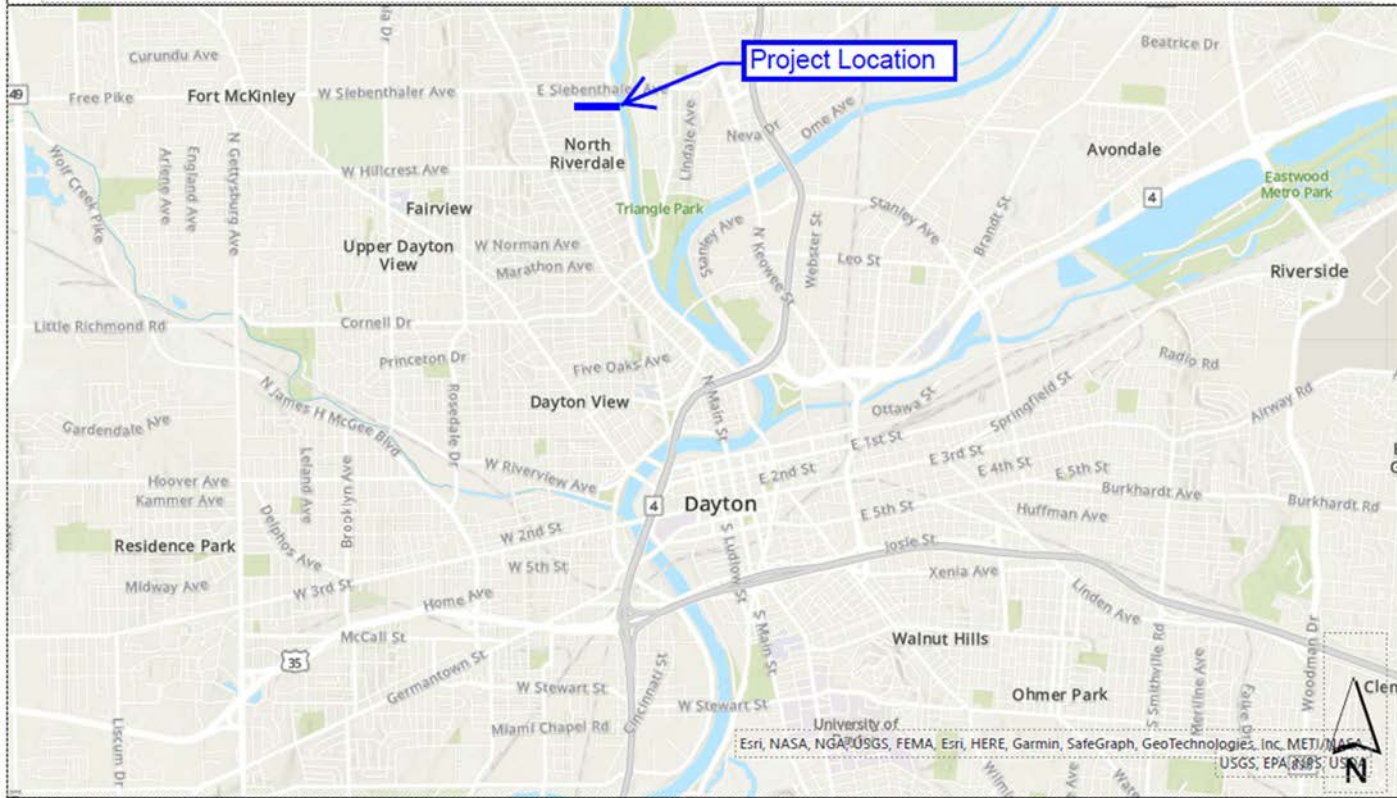 Beatrice Dr
Curundu Ave
Project Location
49
Free Pike
Fort McKinley
W Siebenthaler Ave
E Siebenthaler Ave
Lindale Ave
Neva Dr
Ome Ave
North
Riverdale
Avondale
Wolf Creek Pike
Arlene Ave
England Ave
N Gettysburg Ave
W Hillcrest Ave
Eastwood
Metro Park
4
Fairview
Triangle Park
Stanley Ave
Stanley Ave
Brandt St
Upper Dayton
View
W Norman Ave
Marathon Ave
N Keowee St
Webster St
Leo St
Riverside
Little Richmond Rd
Cornell Dr
Princeton Dr
Five Oaks Ave
Radio Rd
N James H McGee Blvd
Rosedale Dr
Dayton View
N Main St
Ottawa St
Springfield St
Airway Rd
Gardendale Ave
E 1st St
E 2nd St
E 3rd St
E 4th St
E 5th St
Hoover Ave
Kammer Ave
Leland Ave
Brooklyn Ave
W Riverview Ave
Burkhardt Ave
Burkhardt Rd
4
Dayton
E 5th St
Huffman Ave
Residence Park
Delphos Ave
W 2nd St
S Ludlow St
Josie St
Midway Ave
W 3rd St
W 5th St
Xenia Ave
Linden Ave
Home Ave
McCall St
S Main St
Walnut Hills
35
Germantown St
Cincinnati St
W Stewart St
W Stewart St
Ohmer Park
S Smithville Rd
Woodman Dr
Liscum Dr
Miami Chapel Rd
University of
Esri, NASA, NGA, USGS, FEMA, Esri, HERE, Garmin, SafeGraph, GeoTechnologies, Inc, METI/NASA,
USGS, EPA, NPS, USDA
N